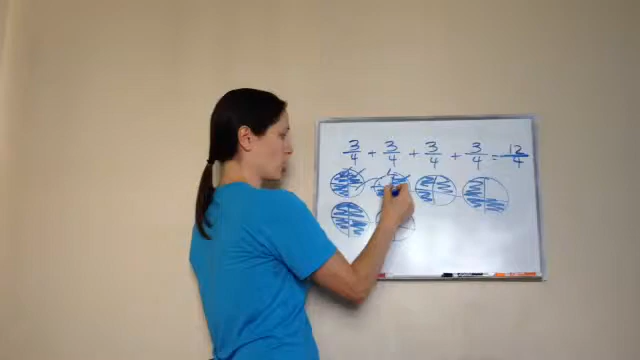 3/4 + 3/4 + 3/4 + 3/4 = 12/4